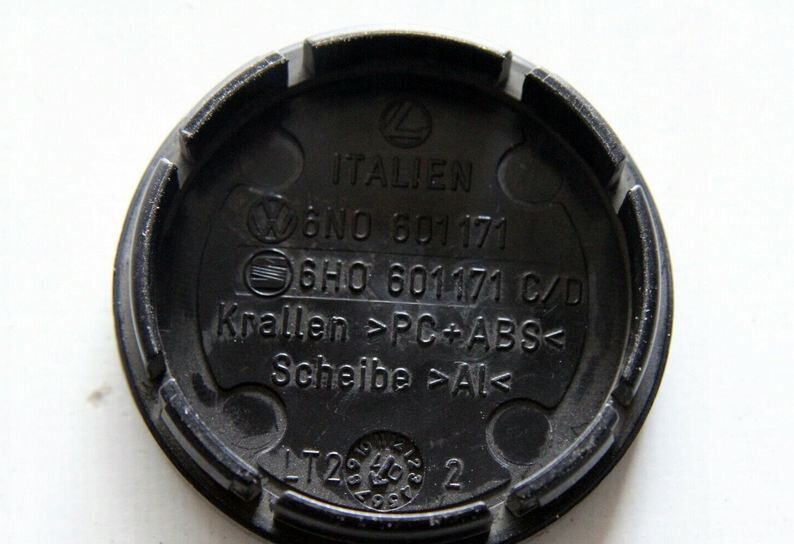 ITALIEN
6N0 601171
6H0 601171 C/D
Krallen >PC+ABS<
Scheibe >Al<
LT2 2